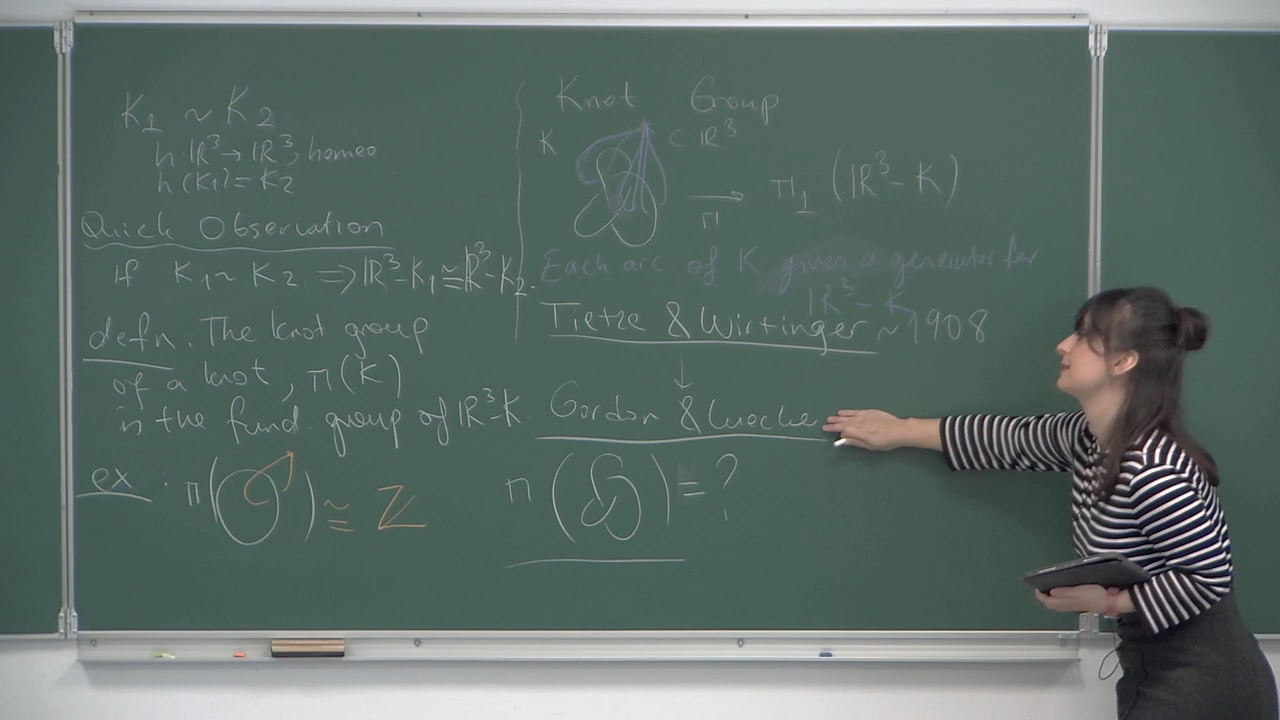 K₁ ~ K₂
h: ℝ³ → ℝ³, homeo
h(K₁) = K₂
Quick Observation
if K₁ ~ K₂ ⇒ ℝ³-K₁ ≅ ℝ³-K₂.
defn. The knot group
of a knot, π(K)
is the fund. group of ℝ³-K.
ex. π( ) ≅ Z
Knot Group
K ⊂ ℝ³
→ π π₁ (ℝ³ - K)
Each arc of K gives a generator for
ℝ³ - K
Tietze & Wirtinger ~ 1908
↓
Gordon & Luecke
π( ) = ?